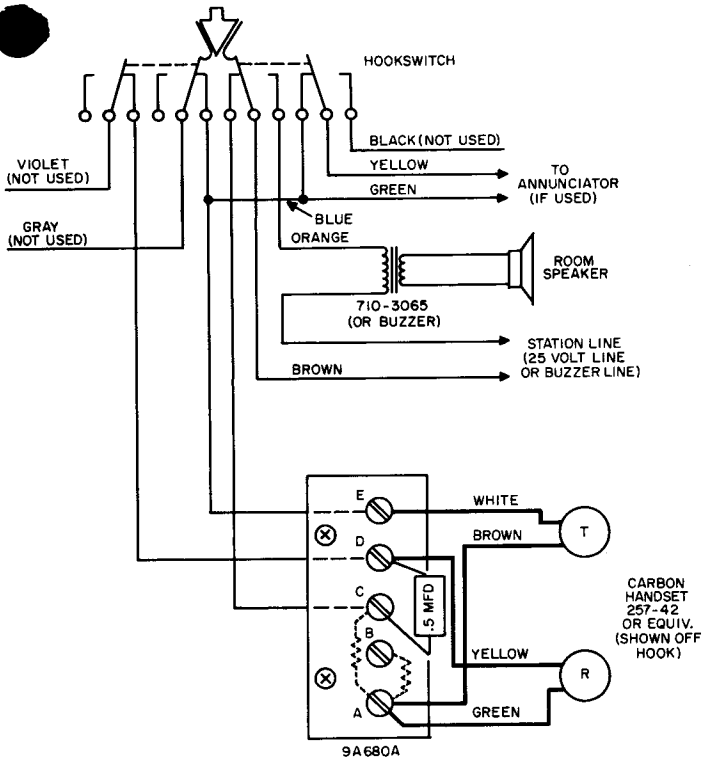 HOOKSWITCH
BLACK (NOT USED)
VIOLET
(NOT USED)
YELLOW
TO
ANNUNCIATOR
(IF USED)
GREEN
GRAY
(NOT USED)
BLUE
ORANGE
ROOM
SPEAKER
710-3065
(OR BUZZER)
STATION LINE
(25 VOLT LINE
OR BUZZER LINE)
BROWN
E
WHITE
T
D
BROWN
C
.5 MFD
CARBON
HANDSET
257-42
OR EQUIV.
(SHOWN OFF
HOOK)
B
YELLOW
R
A
GREEN
9A680A